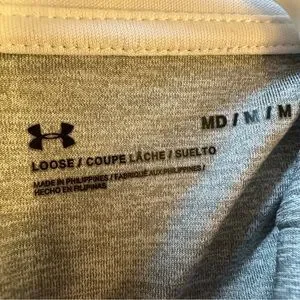 MD / M / M
LOOSE / COUPE LÂCHE / SUELTO
MADE IN PHILIPPINES / FABRIQUÉ AUX PHILIPPINES /
HECHO EN FILIPINAS